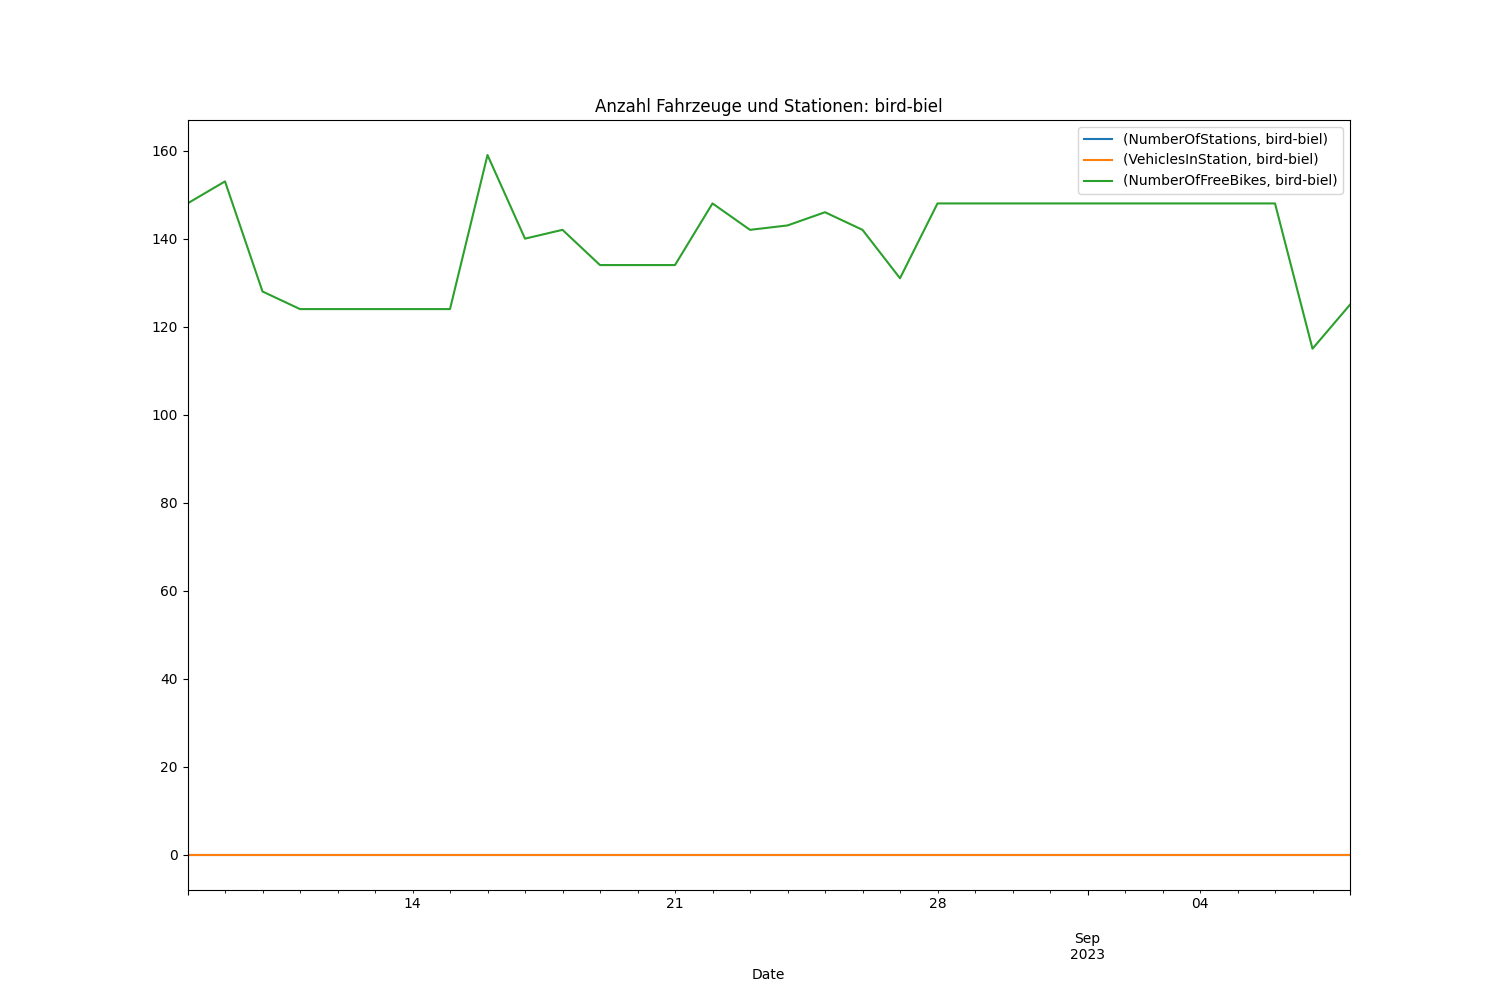 Anzahl Fahrzeuge und Stationen: bird-biel
(NumberOfStations, bird-biel)
(VehiclesInStation, bird-biel)
(NumberOfFreeBikes, bird-biel)
160
140
120
100
80
60
40
20
0
14 21 28 04
Sep
2023
Date